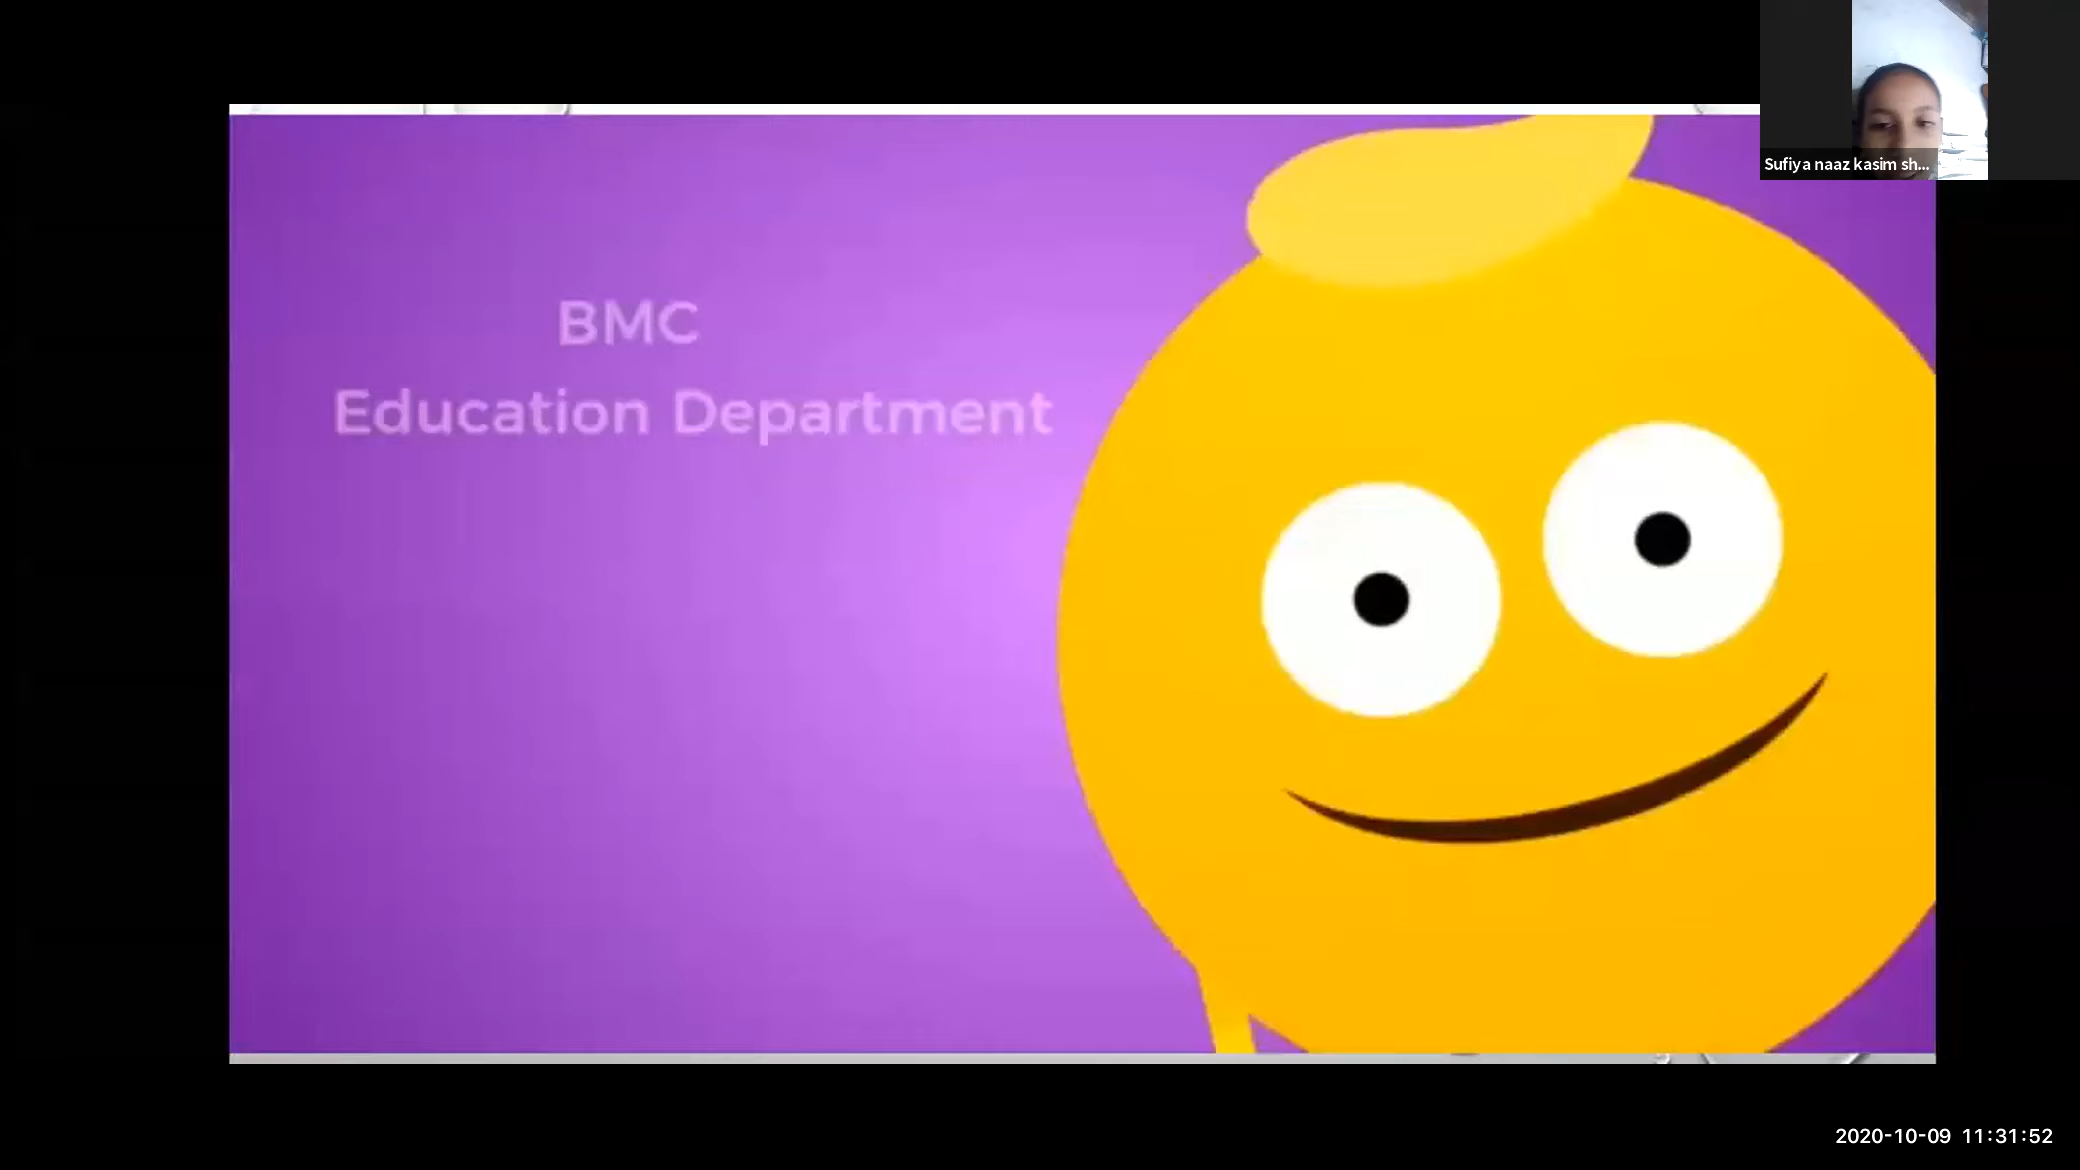 Sufiya naaz kasim sh...
BMC
Education Department
2020-10-09 11:31:52